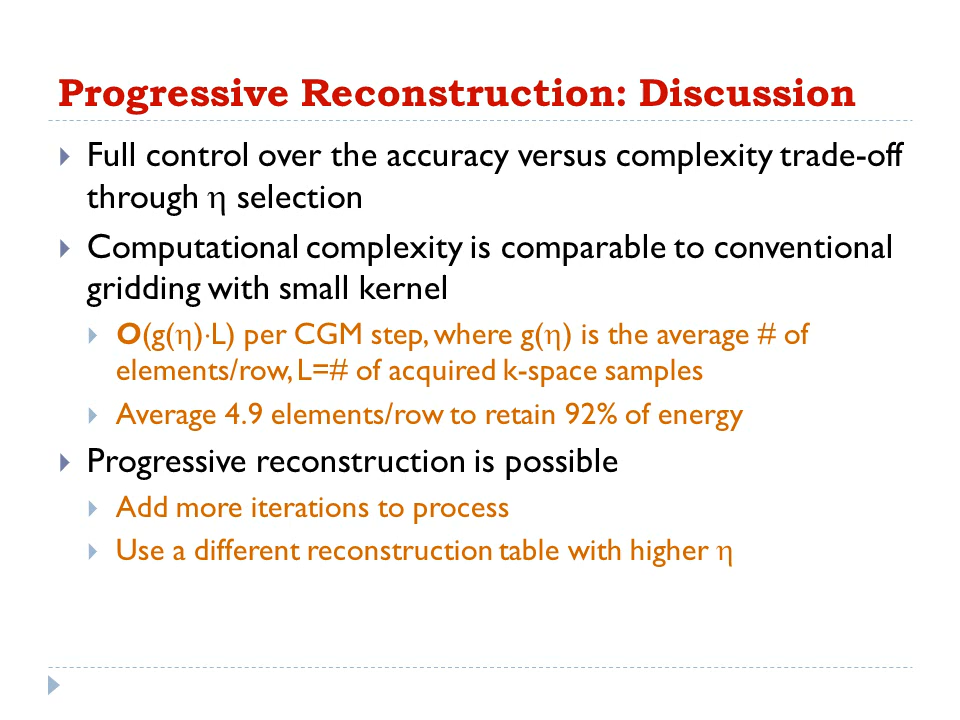 Progressive Reconstruction: Discussion
Full control over the accuracy versus complexity trade-off
through η selection
Computational complexity is comparable to conventional
gridding with small kernel
O(g(η)·L) per CGM step, where g(η) is the average # of
elements/row, L=# of acquired k-space samples
Average 4.9 elements/row to retain 92% of energy
Progressive reconstruction is possible
Add more iterations to process
Use a different reconstruction table with higher η